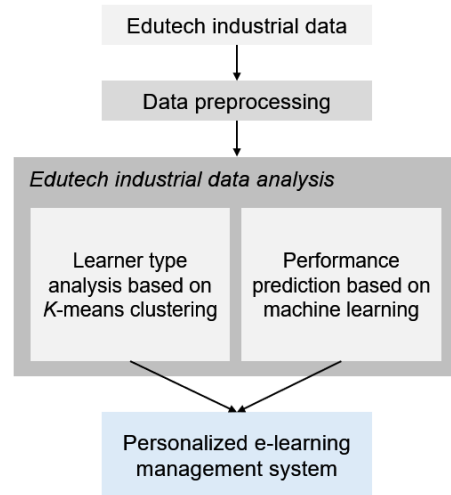 Edutech industrial data
Data preprocessing
Edutech industrial data analysis
Learner type
analysis based on
K-means clustering
Performance
prediction based on
machine learning
Personalized e-learning
management system